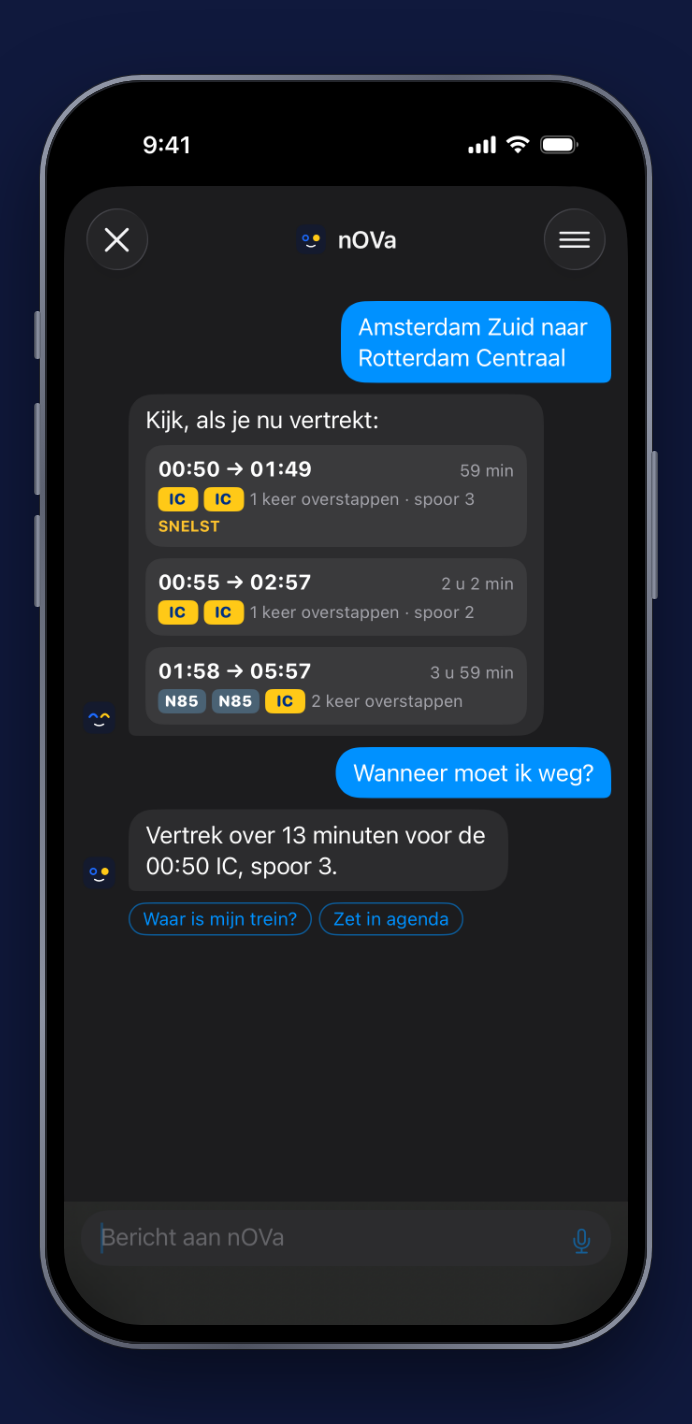 9:41
nOVa
Amsterdam Zuid naar
Rotterdam Centraal
Kijk, als je nu vertrekt:
00:50 → 01:49 59 min
IC IC 1 keer overstappen · spoor 3
SNELST
00:55 → 02:57 2 u 2 min
IC IC 1 keer overstappen · spoor 2
01:58 → 05:57 3 u 59 min
N85 N85 IC 2 keer overstappen
Wanneer moet ik weg?
Vertrek over 13 minuten voor de
00:50 IC, spoor 3.
Waar is mijn trein? Zet in agenda
Bericht aan nOVa